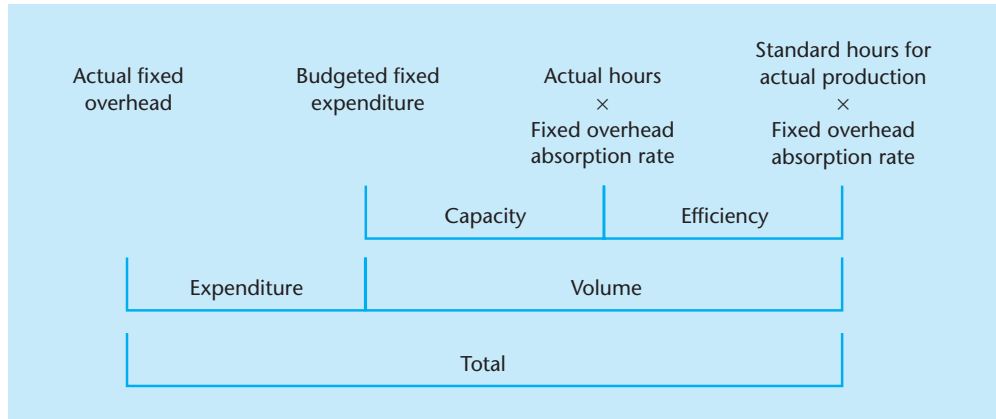 Actual fixed
overhead
Budgeted fixed
expenditure
Actual hours
×
Fixed overhead
absorption rate
Standard hours for
actual production
×
Fixed overhead
absorption rate
Capacity
Efficiency
Expenditure
Volume
Total